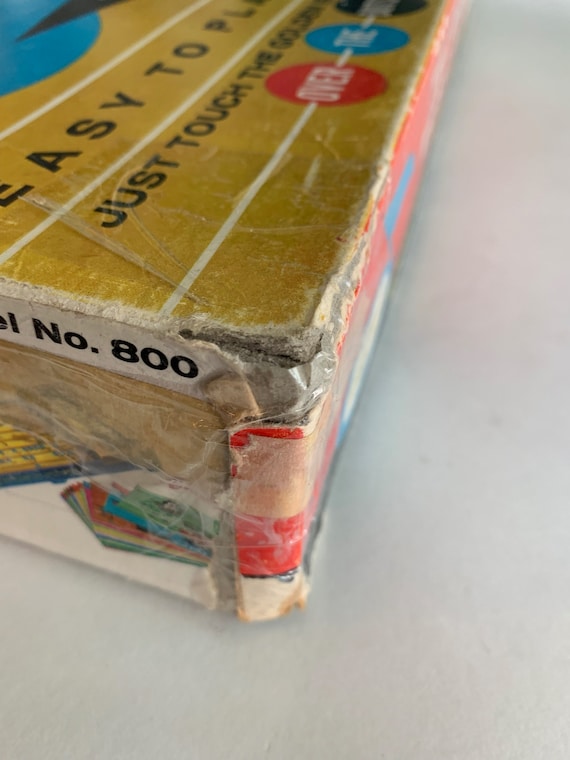 EASY TO PLA
JUST TOUCH THE GOLDEN
OVER
THE
el No. 800